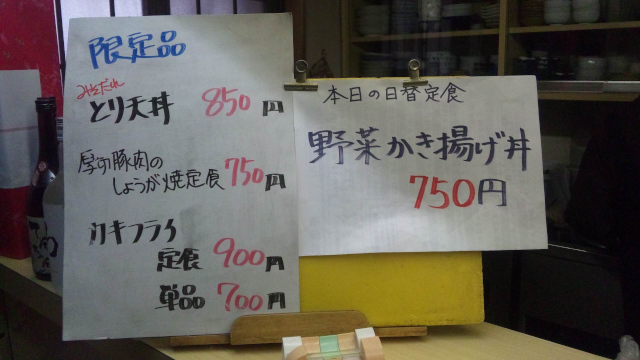 限定品
みそだれ
とり天丼 850円
厚切豚肉の
しょうが焼定食 750円
カキフライ
定食 900円
単品 700円
本日の日替定食
野菜かき揚げ丼
750円